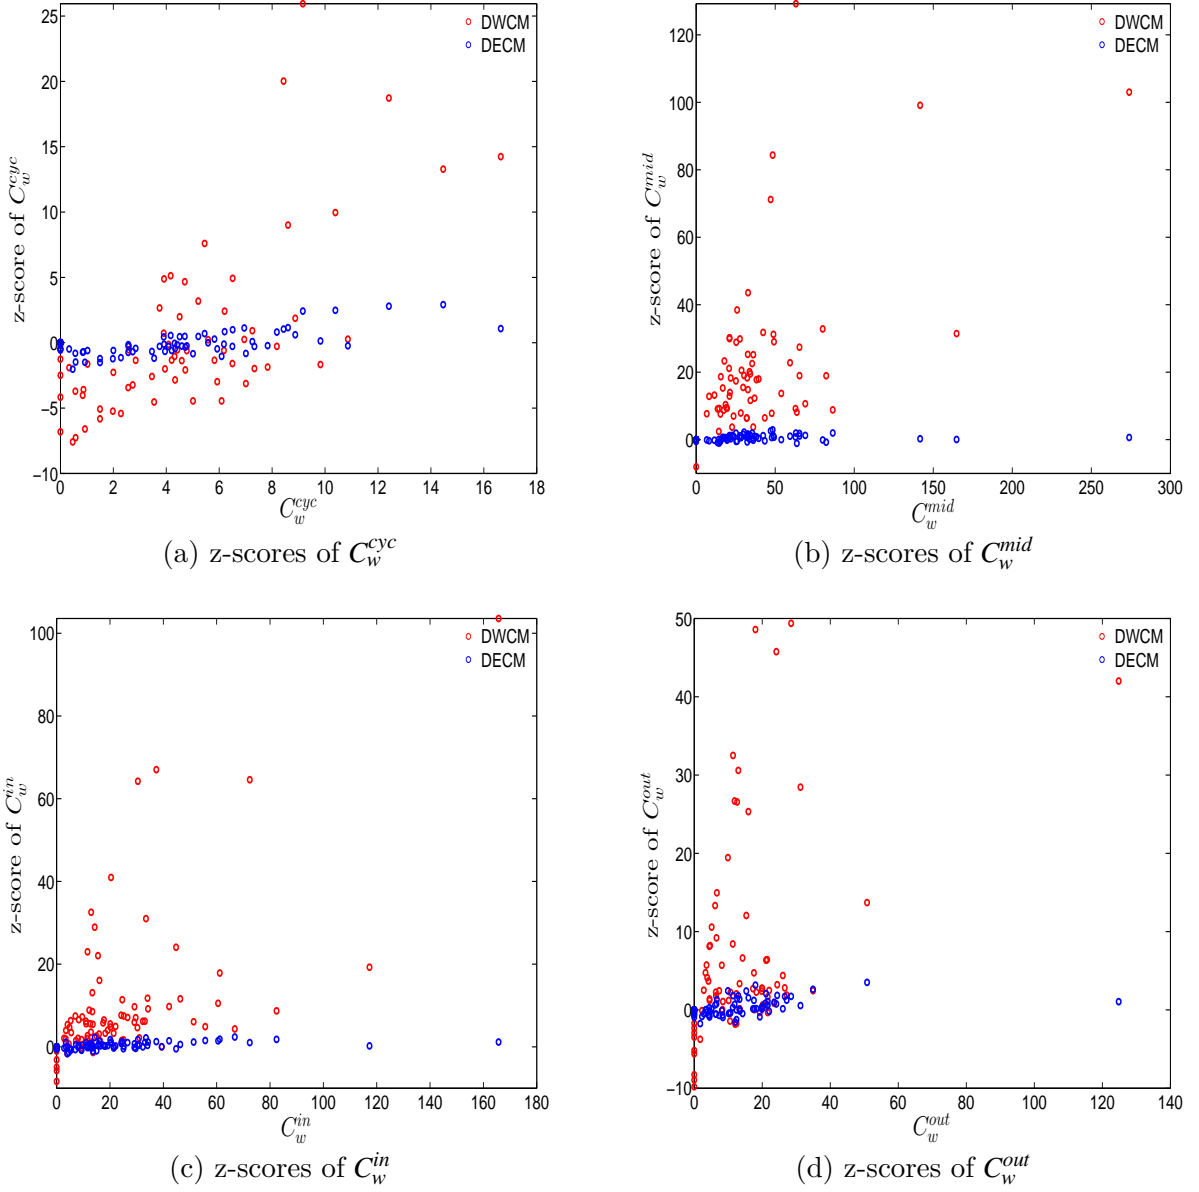 25
20
15
10
5
0
−5
−10
0 2 4 6 8 10 12 14 16 18
z-score of C_w^{cyc}
C_w^{cyc}
DWCM
DECM
(a) z-scores of C_w^{cyc}
120
100
80
60
40
20
0
0 50 100 150 200 250 300
z-score of C_w^{mid}
C_w^{mid}
DWCM
DECM
(b) z-scores of C_w^{mid}
100
80
60
40
20
0
0 20 40 60 80 100 120 140 160 180
z-score of C_w^{in}
C_w^{in}
DWCM
DECM
(c) z-scores of C_w^{in}
50
40
30
20
10
0
−10
0 20 40 60 80 100 120 140
z-score of C_w^{out}
C_w^{out}
DWCM
DECM
(d) z-scores of C_w^{out}